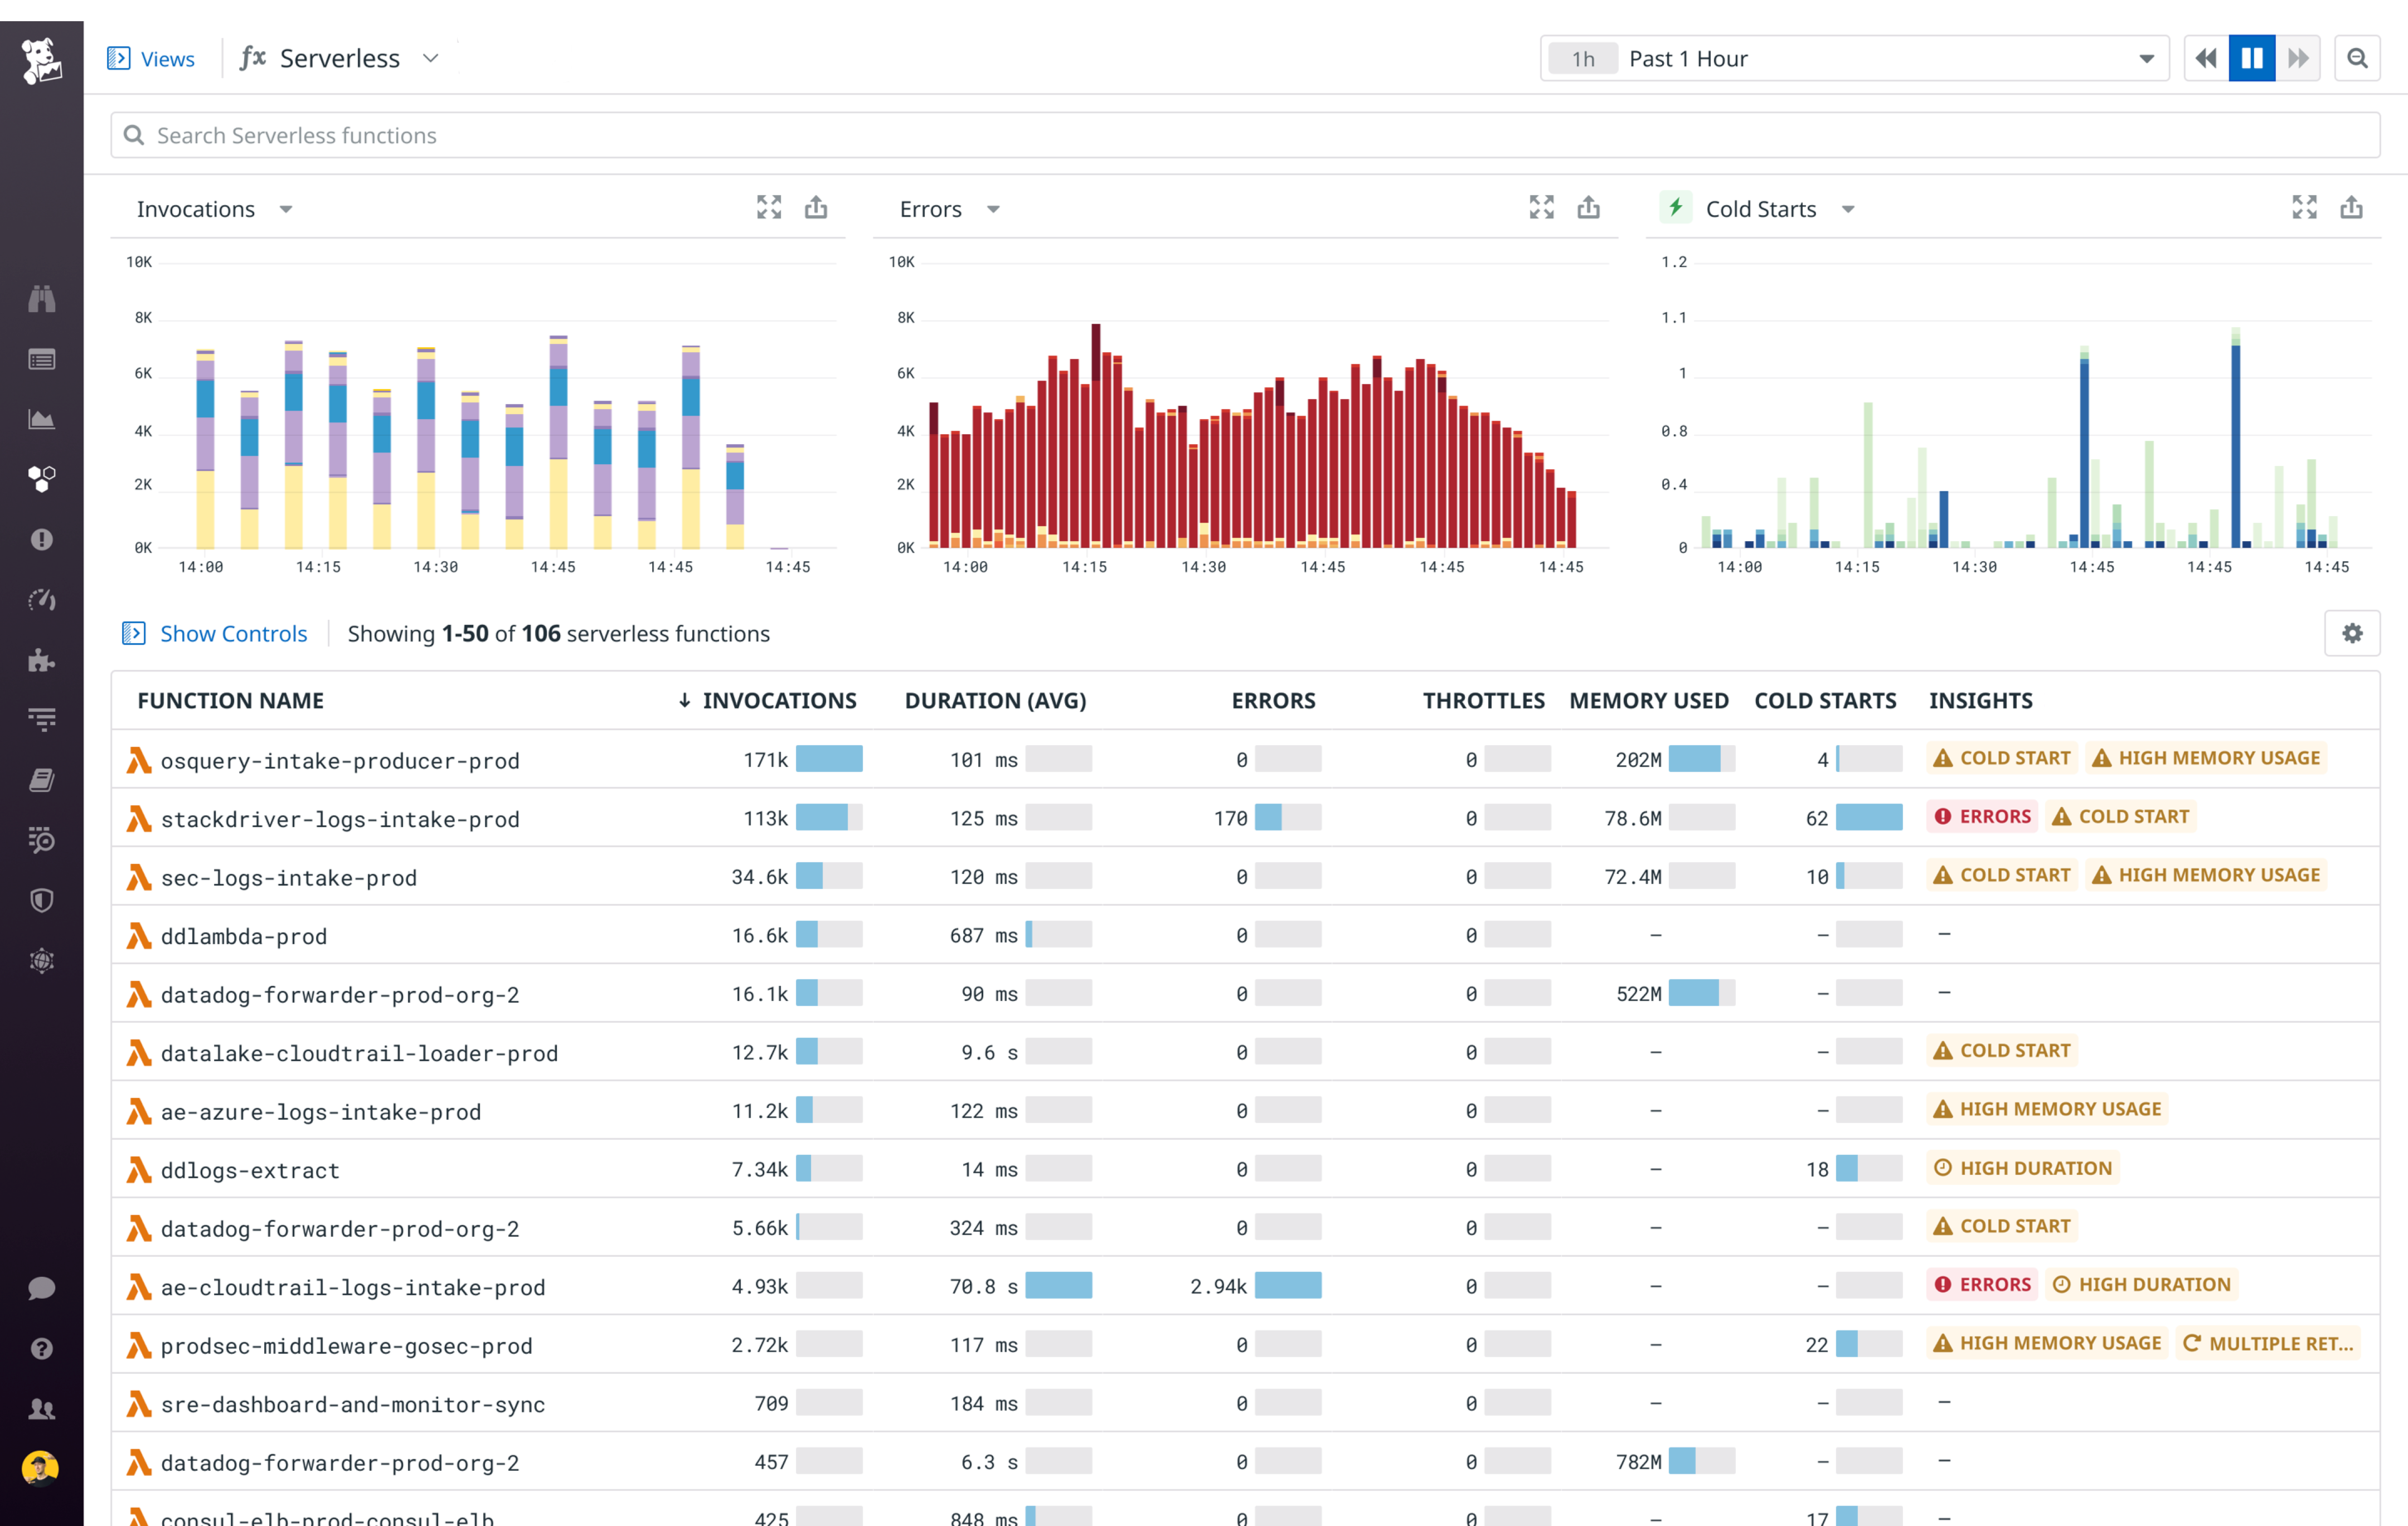 Views fx Serverless 1h Past 1 Hour
Search Serverless functions
Invocations Errors Cold Starts
10K
8K
6K
4K
2K
0K
14:00 14:15 14:30 14:45 14:45 14:45
10K
8K
6K
4K
2K
0K
14:00 14:15 14:30 14:45 14:45 14:45
1.2
1.1
1
0.8
0.4
0
14:00 14:15 14:30 14:45 14:45 14:45
Show Controls Showing 1-50 of 106 serverless functions
FUNCTION NAME ↓ INVOCATIONS DURATION (AVG) ERRORS THROTTLES MEMORY USED COLD STARTS INSIGHTS
osquery-intake-producer-prod 171k 101 ms 0 0 202M 4 COLD START HIGH MEMORY USAGE
stackdriver-logs-intake-prod 113k 125 ms 170 0 78.6M 62 ERRORS COLD START
sec-logs-intake-prod 34.6k 120 ms 0 0 72.4M 10 COLD START HIGH MEMORY USAGE
ddlambda-prod 16.6k 687 ms 0 0 – – –
datadog-forwarder-prod-org-2 16.1k 90 ms 0 0 522M – –
datalake-cloudtrail-loader-prod 12.7k 9.6 s 0 0 – – COLD START
ae-azure-logs-intake-prod 11.2k 122 ms 0 0 – – HIGH MEMORY USAGE
ddlogs-extract 7.34k 14 ms 0 0 – 18 HIGH DURATION
datadog-forwarder-prod-org-2 5.66k 324 ms 0 0 – – COLD START
ae-cloudtrail-logs-intake-prod 4.93k 70.8 s 2.94k 0 – – ERRORS HIGH DURATION
prodsec-middleware-gosec-prod 2.72k 117 ms 0 0 – 22 HIGH MEMORY USAGE MULTIPLE RET...
sre-dashboard-and-monitor-sync 709 184 ms 0 0 – – –
datadog-forwarder-prod-org-2 457 6.3 s 0 0 782M – –
consul-elb-prod-consul-elb 425 848 ms 0 0 – 17 –